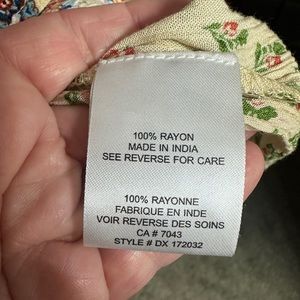 100% RAYON
MADE IN INDIA
SEE REVERSE FOR CARE
100% RAYONNE
FABRIQUE EN INDE
VOIR REVERSE DES SOINS
CA # 7043
STYLE # DX 172032